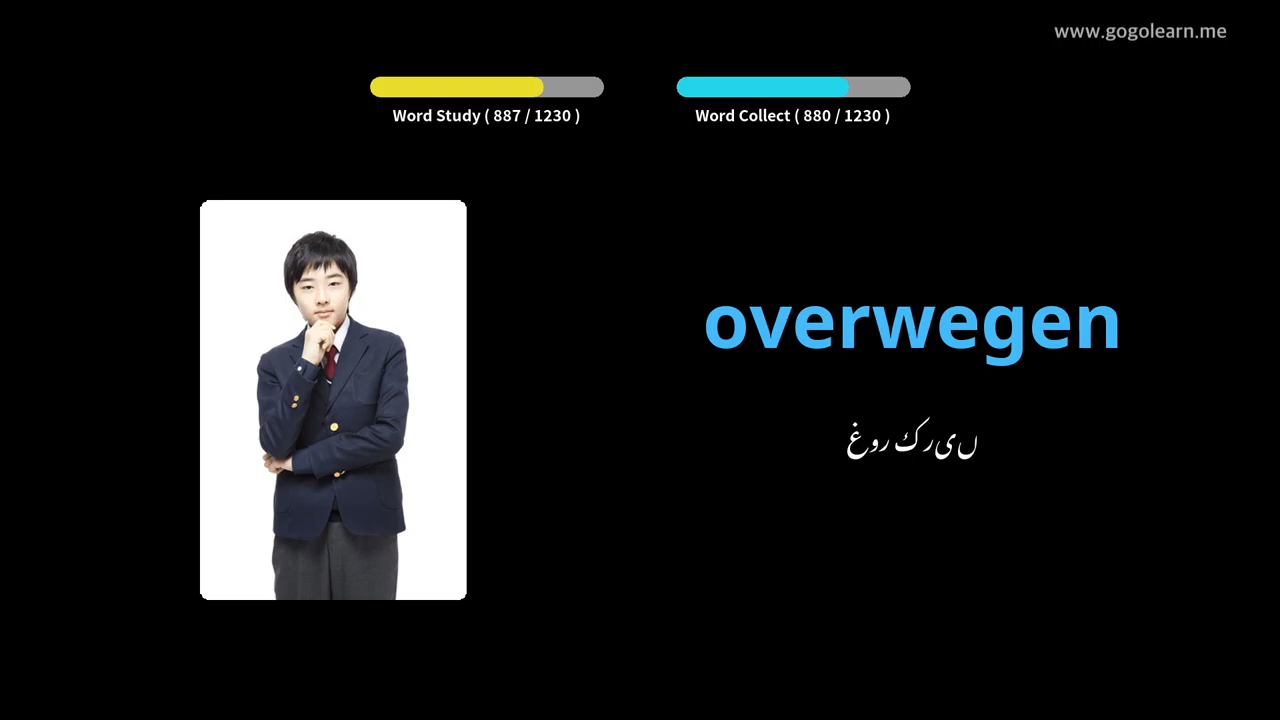 www.gogolearn.me
Word Study ( 887 / 1230 )
Word Collect ( 880 / 1230 )
overwegen
غور کریں